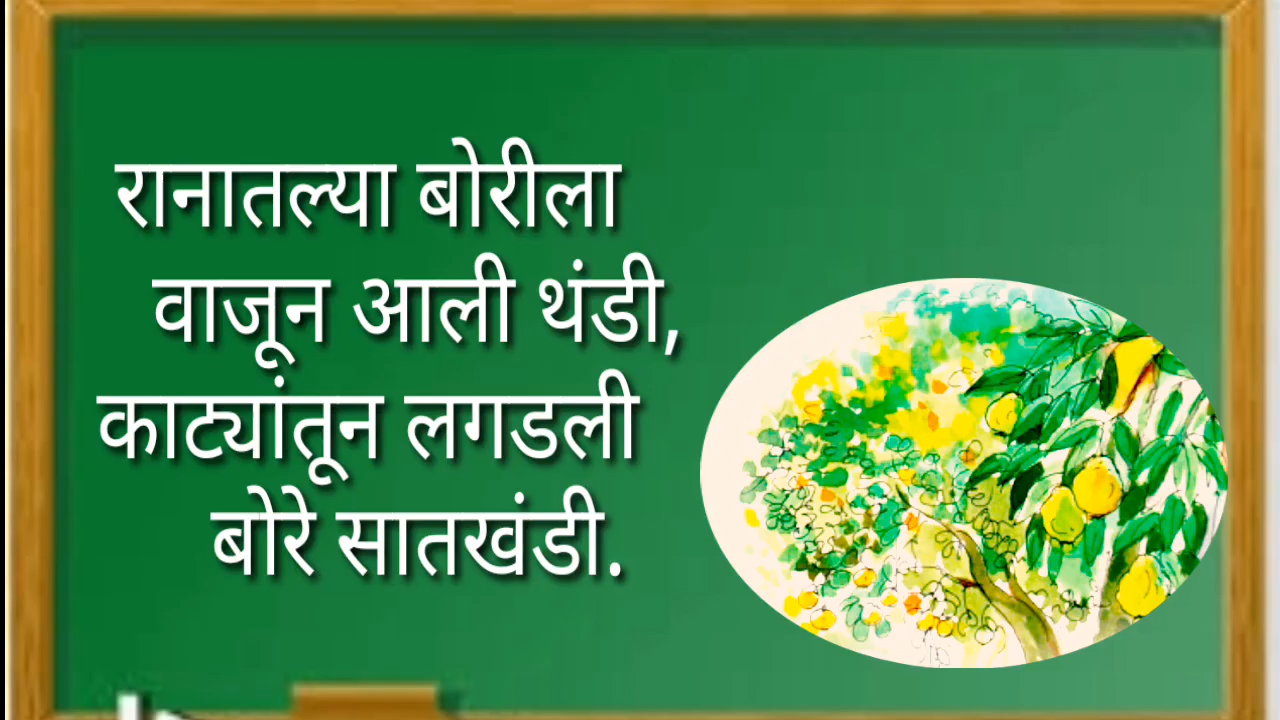 रानातल्या बोरीला
वाजून आली थंडी,
काट्यांतून लगडली
बोरे सातखंडी.